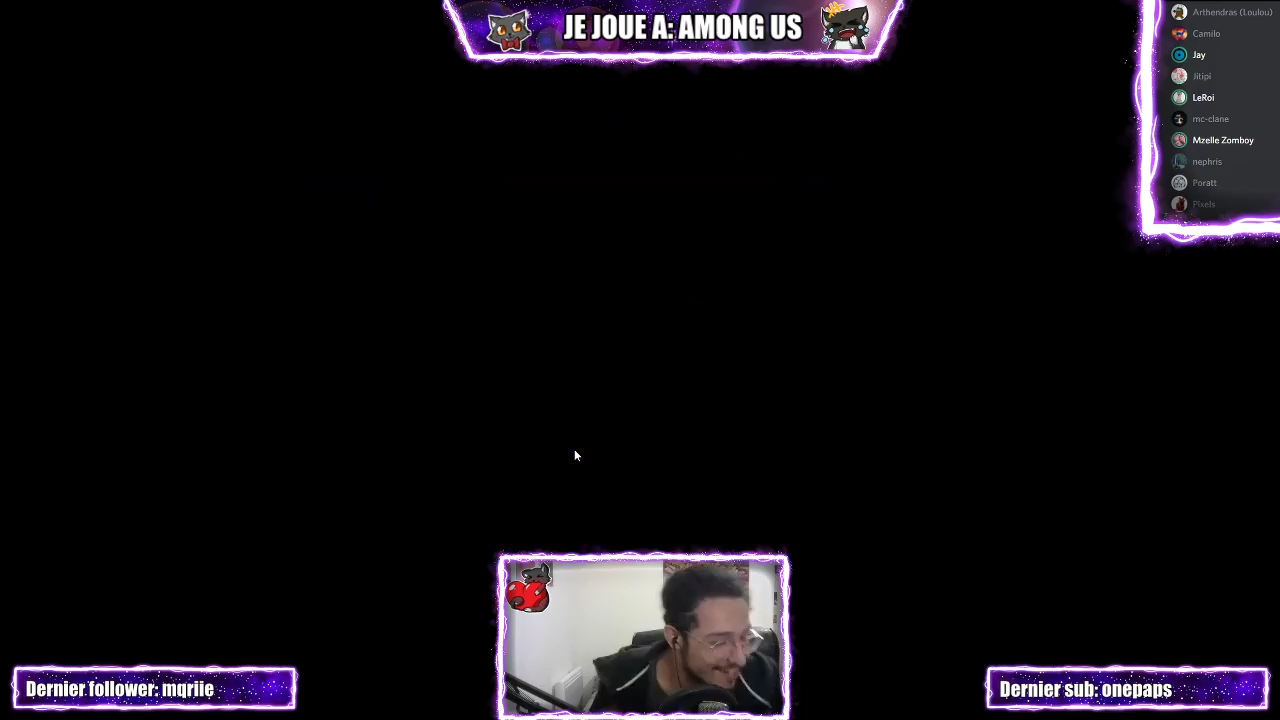 JE JOUE A: AMONG US
Arthendras (Loulou)
Camilo
Jay
Jitipi
LeRoi
mc-clane
Mzelle Zomboy
nephris
Poratt
Pixels
Dernier follower: mqriie
Dernier sub: onepaps